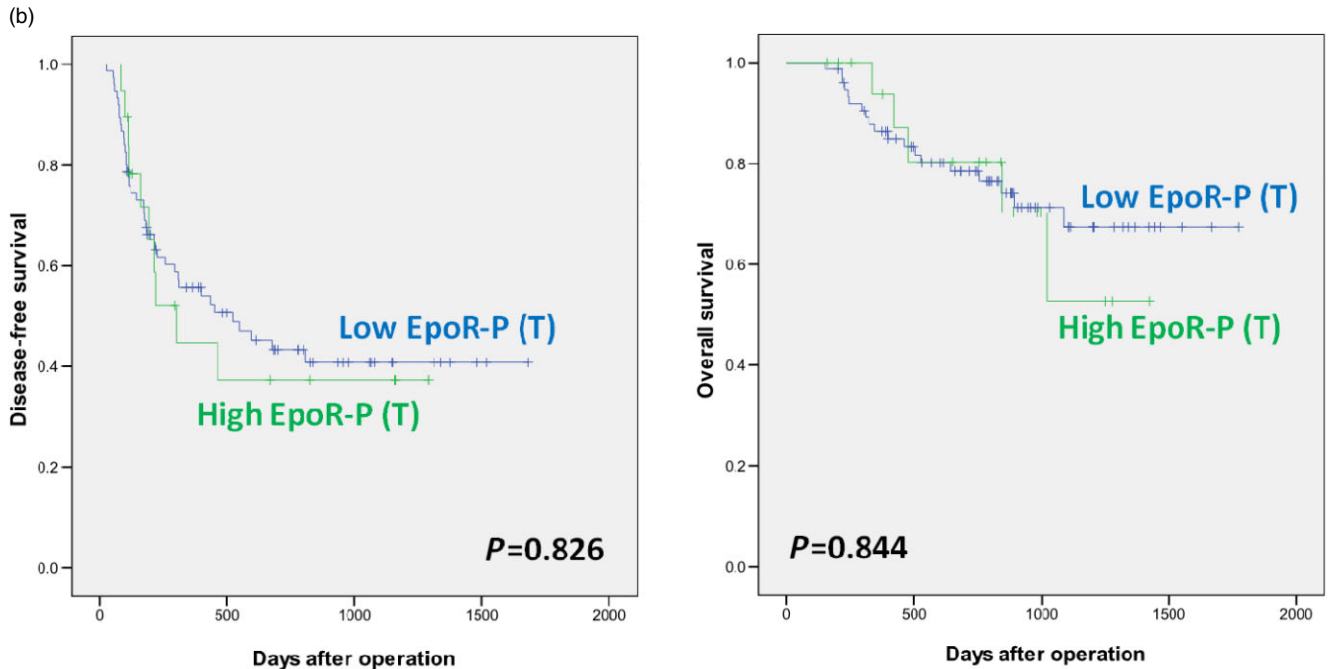 (b)
Disease-free survival
1.0
0.8
0.6
0.4
0.2
0.0
Low EpoR-P (T)
High EpoR-P (T)
P=0.826
0 500 1000 1500 2000
Days after operation
Overall survival
1.0
0.8
0.6
0.4
0.2
0.0
Low EpoR-P (T)
High EpoR-P (T)
P=0.844
0 500 1000 1500 2000
Days after operation